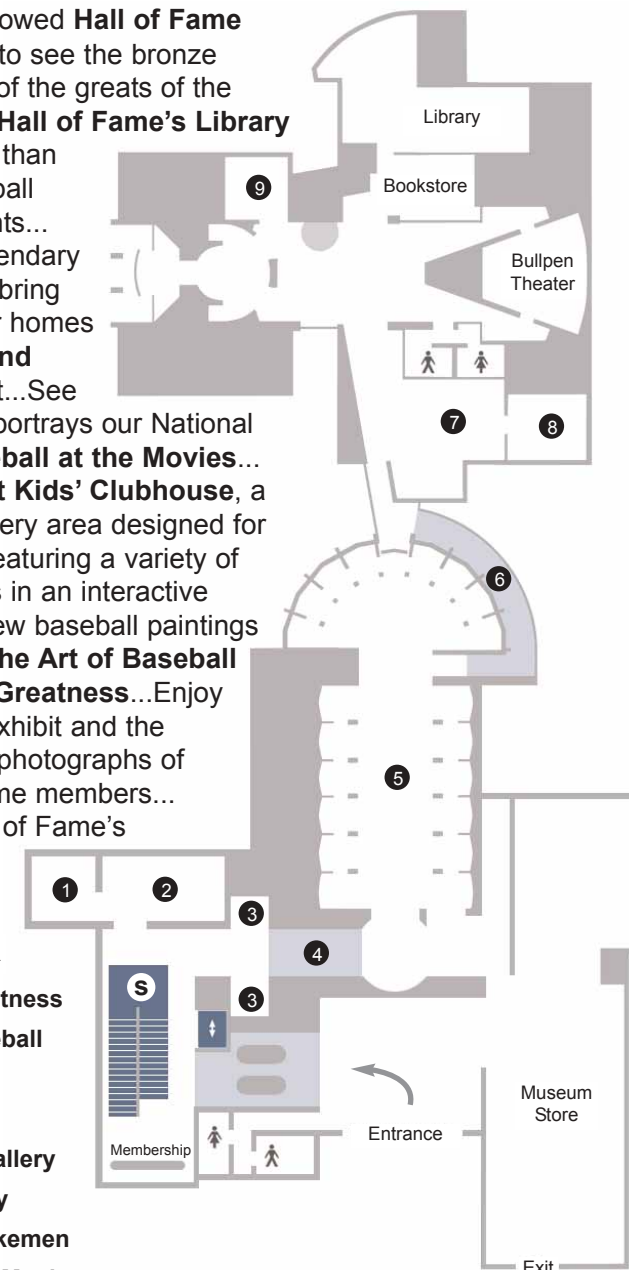 Hall of Fame
to see the bronze
of the greats of the
Hall of Fame's Library
than
ball
...
endary
bring
homes
nd
t...See
portrays our National
ball at the Movies...
Kids' Clubhouse, a
ery area designed for
eaturing a variety of
in an interactive
ew baseball paintings
he Art of Baseball
Greatness...Enjoy
xhibit and the
photographs of
me members...
of Fame's
Library
Bookstore
9
Bullpen
Theater
7
8
6
5
1
2
3
4
S
3
tness
ball
Museum
Store
Entrance
Membership
allery
y
kemen
Exit